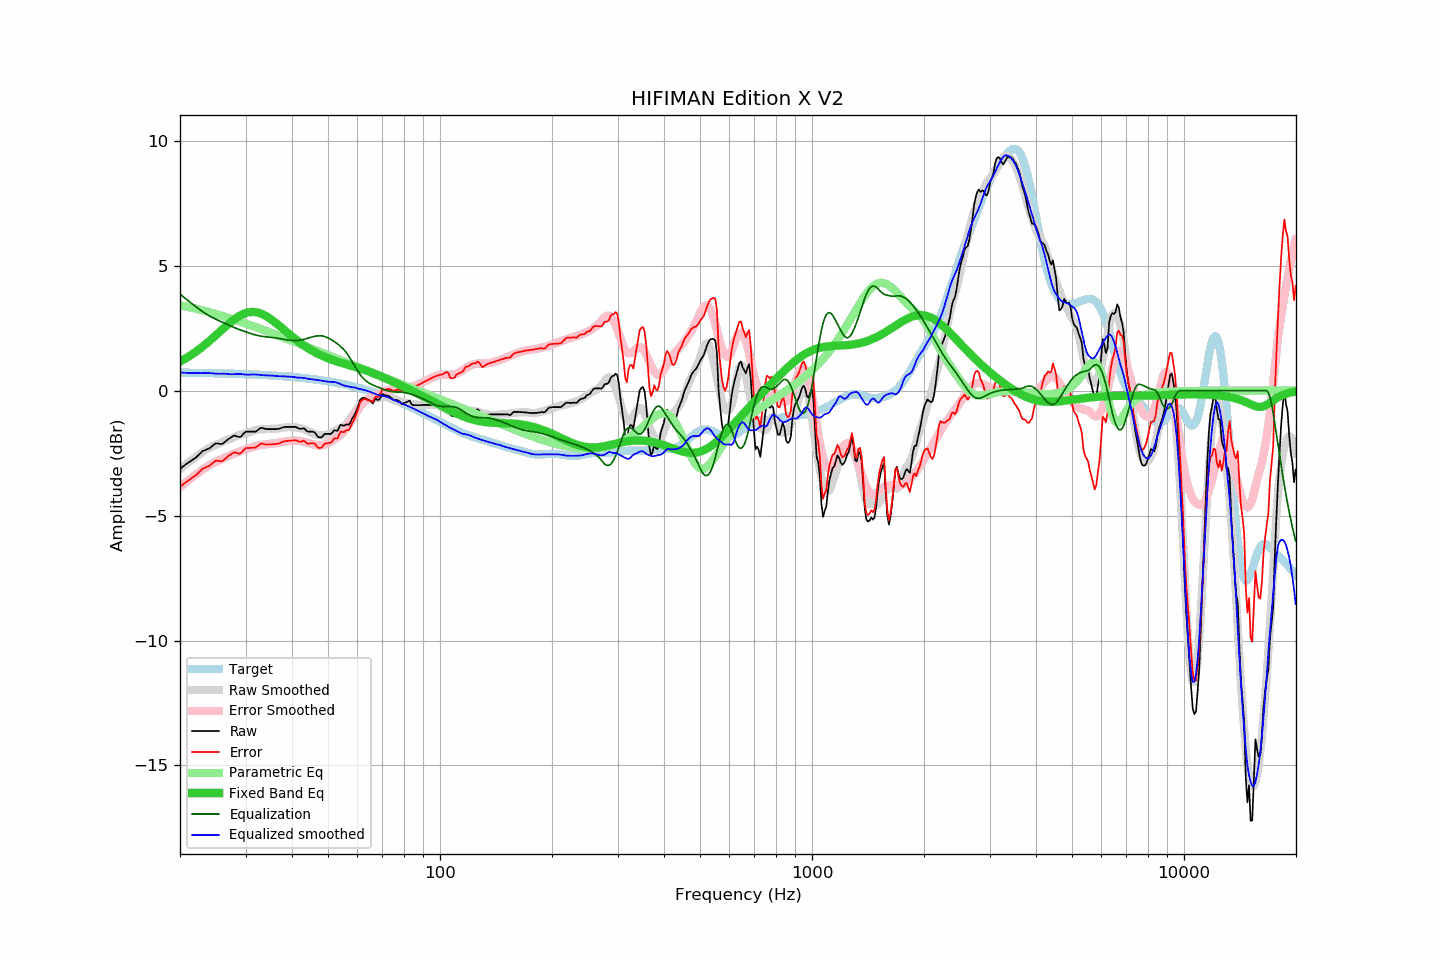 HIFIMAN Edition X V2
10
5
0
−5
−10
−15
Amplitude (dBr)
Target
Raw Smoothed
Error Smoothed
Raw
Error
Parametric Eq
Fixed Band Eq
Equalization
Equalized smoothed
100 1000 10000
Frequency (Hz)